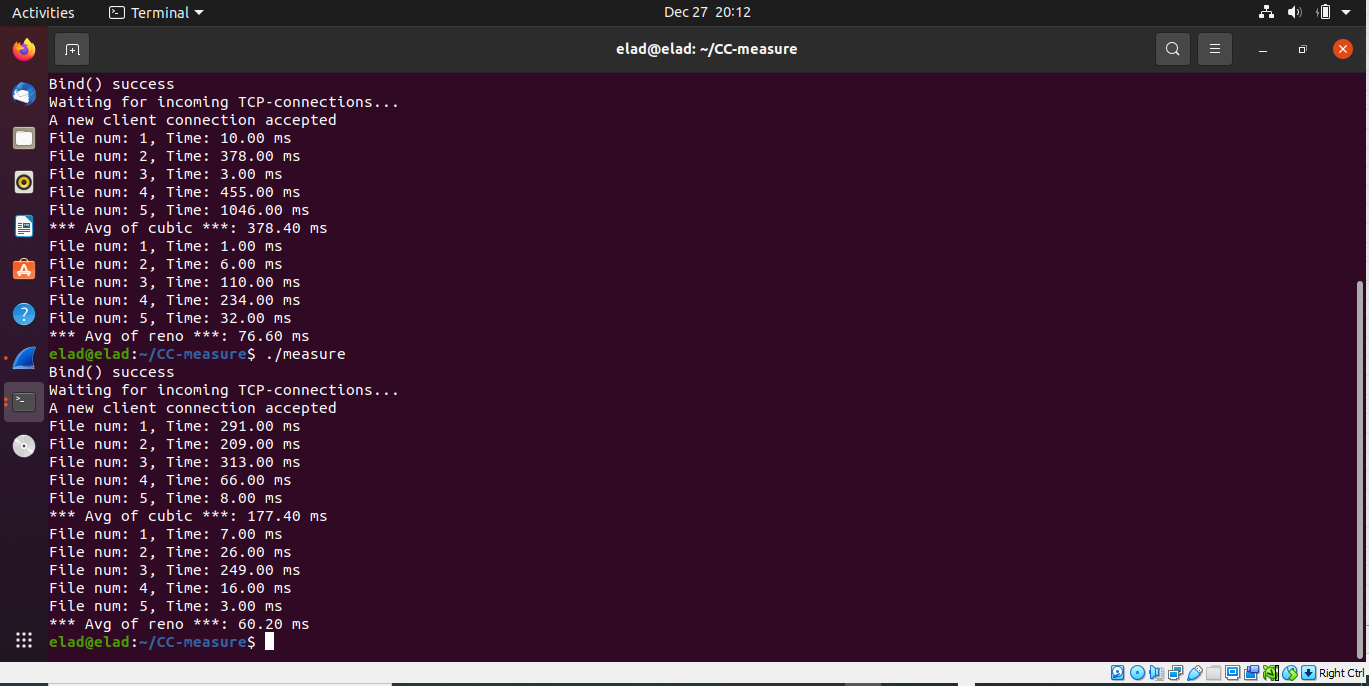 Activities Terminal Dec 27 20:12
elad@elad: ~/CC-measure
Bind() success
Waiting for incoming TCP-connections...
A new client connection accepted
File num: 1, Time: 10.00 ms
File num: 2, Time: 378.00 ms
File num: 3, Time: 3.00 ms
File num: 4, Time: 455.00 ms
File num: 5, Time: 1046.00 ms
*** Avg of cubic ***: 378.40 ms
File num: 1, Time: 1.00 ms
File num: 2, Time: 6.00 ms
File num: 3, Time: 110.00 ms
File num: 4, Time: 234.00 ms
File num: 5, Time: 32.00 ms
*** Avg of reno ***: 76.60 ms
elad@elad:~/CC-measure$ ./measure
Bind() success
Waiting for incoming TCP-connections...
A new client connection accepted
File num: 1, Time: 291.00 ms
File num: 2, Time: 209.00 ms
File num: 3, Time: 313.00 ms
File num: 4, Time: 66.00 ms
File num: 5, Time: 8.00 ms
*** Avg of cubic ***: 177.40 ms
File num: 1, Time: 7.00 ms
File num: 2, Time: 26.00 ms
File num: 3, Time: 249.00 ms
File num: 4, Time: 16.00 ms
File num: 5, Time: 3.00 ms
*** Avg of reno ***: 60.20 ms
elad@elad:~/CC-measure$
Right Ctrl